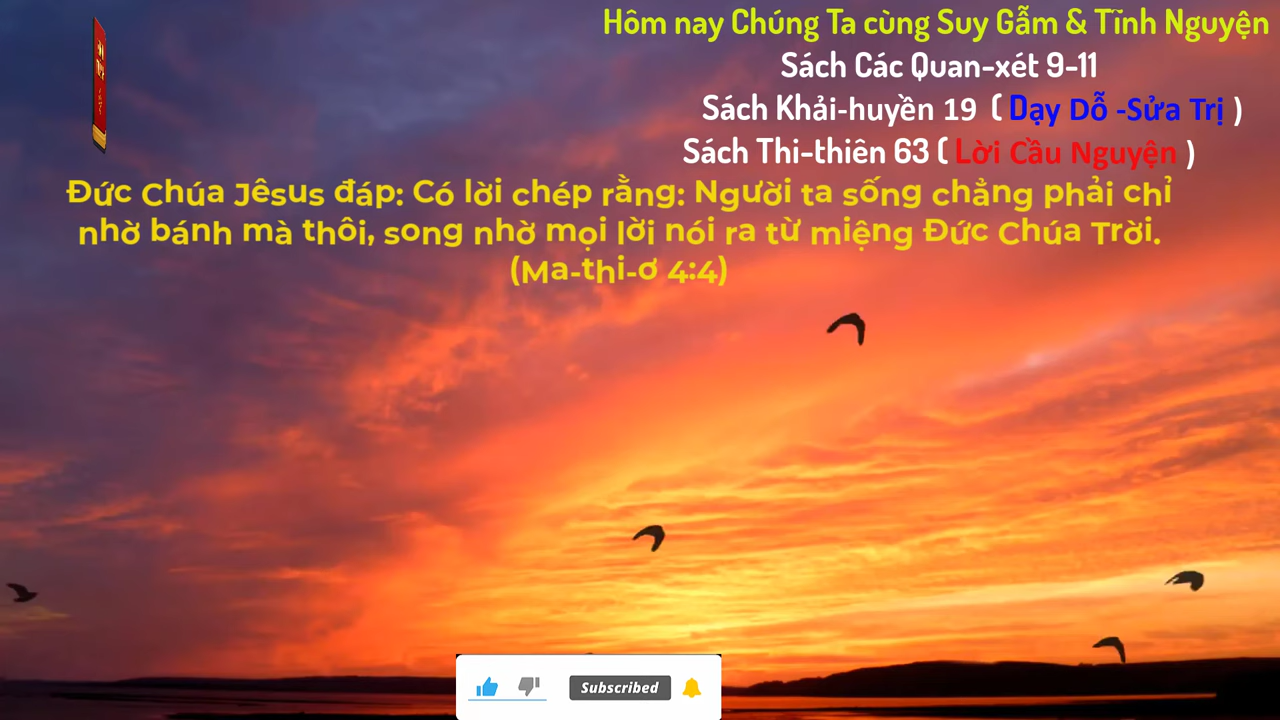 Hôm nay Chúng Ta cùng Suy Gẫm & Tĩnh Nguyện
Sách Các Quan-xét 9-11
Sách Khải-huyền 19 ( Dạy Dỗ -Sửa Trị )
Sách Thi-thiên 63 ( Lời Cầu Nguyện )
Đức Chúa Jêsus đáp: Có lời chép rằng: Người ta sống chẳng phải chỉ
nhờ bánh mà thôi, song nhờ mọi lời nói ra từ miệng Đức Chúa Trời.
(Ma-thi-ơ 4:4)
Subscribed